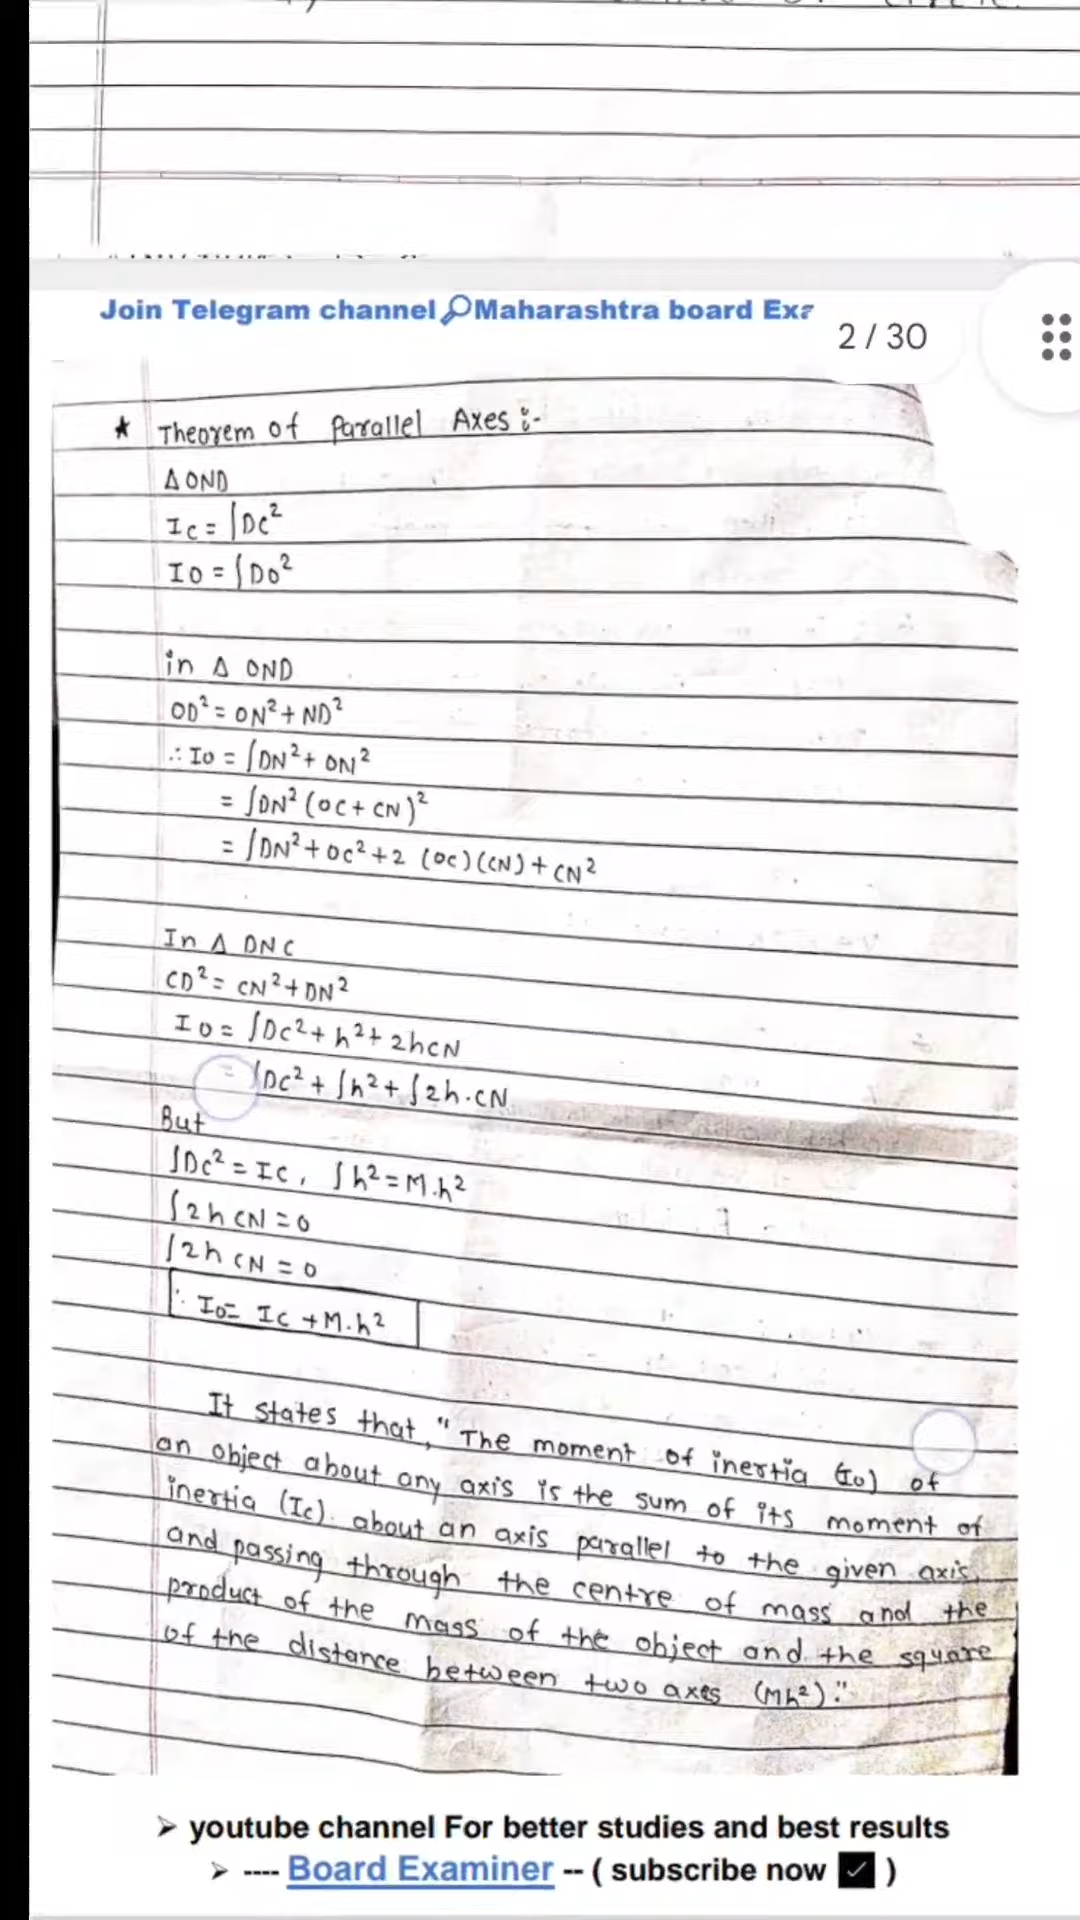 Join Telegram channel Maharashtra board Exa
2 / 30
* Theorem of Parallel Axes :-
Δ OND
Ic = ∫Dc²
Io = ∫Do²
in Δ OND
OD² = ON² + ND²
∴ Io = ∫DN² + ON²
= ∫DN² (OC + CN)²
= ∫DN² + OC² + 2 (OC) (CN) + CN²
In Δ DNC
CD² = CN² + DN²
Io = ∫Dc² + h² + 2hCN
= ∫Dc² + ∫h² + ∫2h.CN
But
∫Dc² = Ic, ∫h² = M.h²
∫2h CN = 0
∫2h CN = 0
∴ Io = Ic + M.h²
It states that, "The moment of inertia (Io) of
an object about any axis is the sum of its moment of
inertia (Ic) about an axis parallel to the given axis,
and passing through the centre of mass and the
product of the mass of the object and the square
of the distance between two axes (Mh²)."
➢ youtube channel For better studies and best results
➢ ---- Board Examiner -- ( subscribe now ✓ )